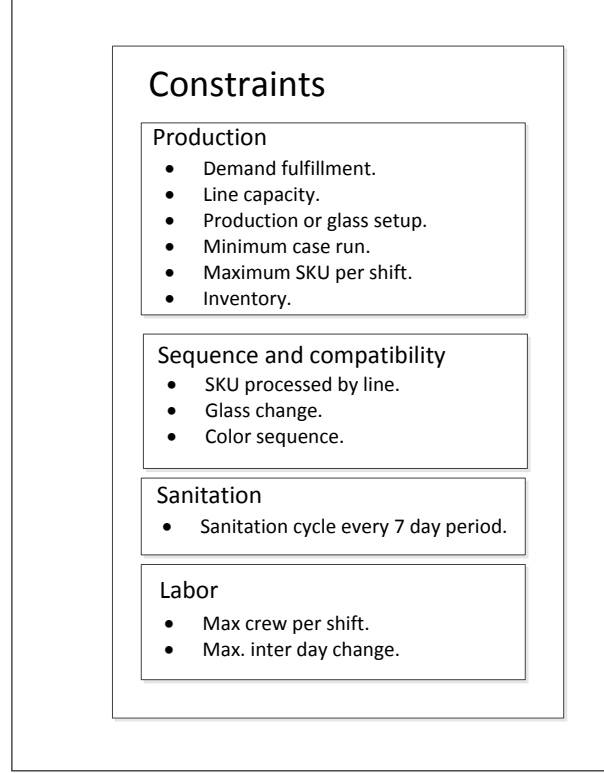 Constraints
Production
• Demand fulfillment.
• Line capacity.
• Production or glass setup.
• Minimum case run.
• Maximum SKU per shift.
• Inventory.
Sequence and compatibility
• SKU processed by line.
• Glass change.
• Color sequence.
Sanitation
• Sanitation cycle every 7 day period.
Labor
• Max crew per shift.
• Max. inter day change.